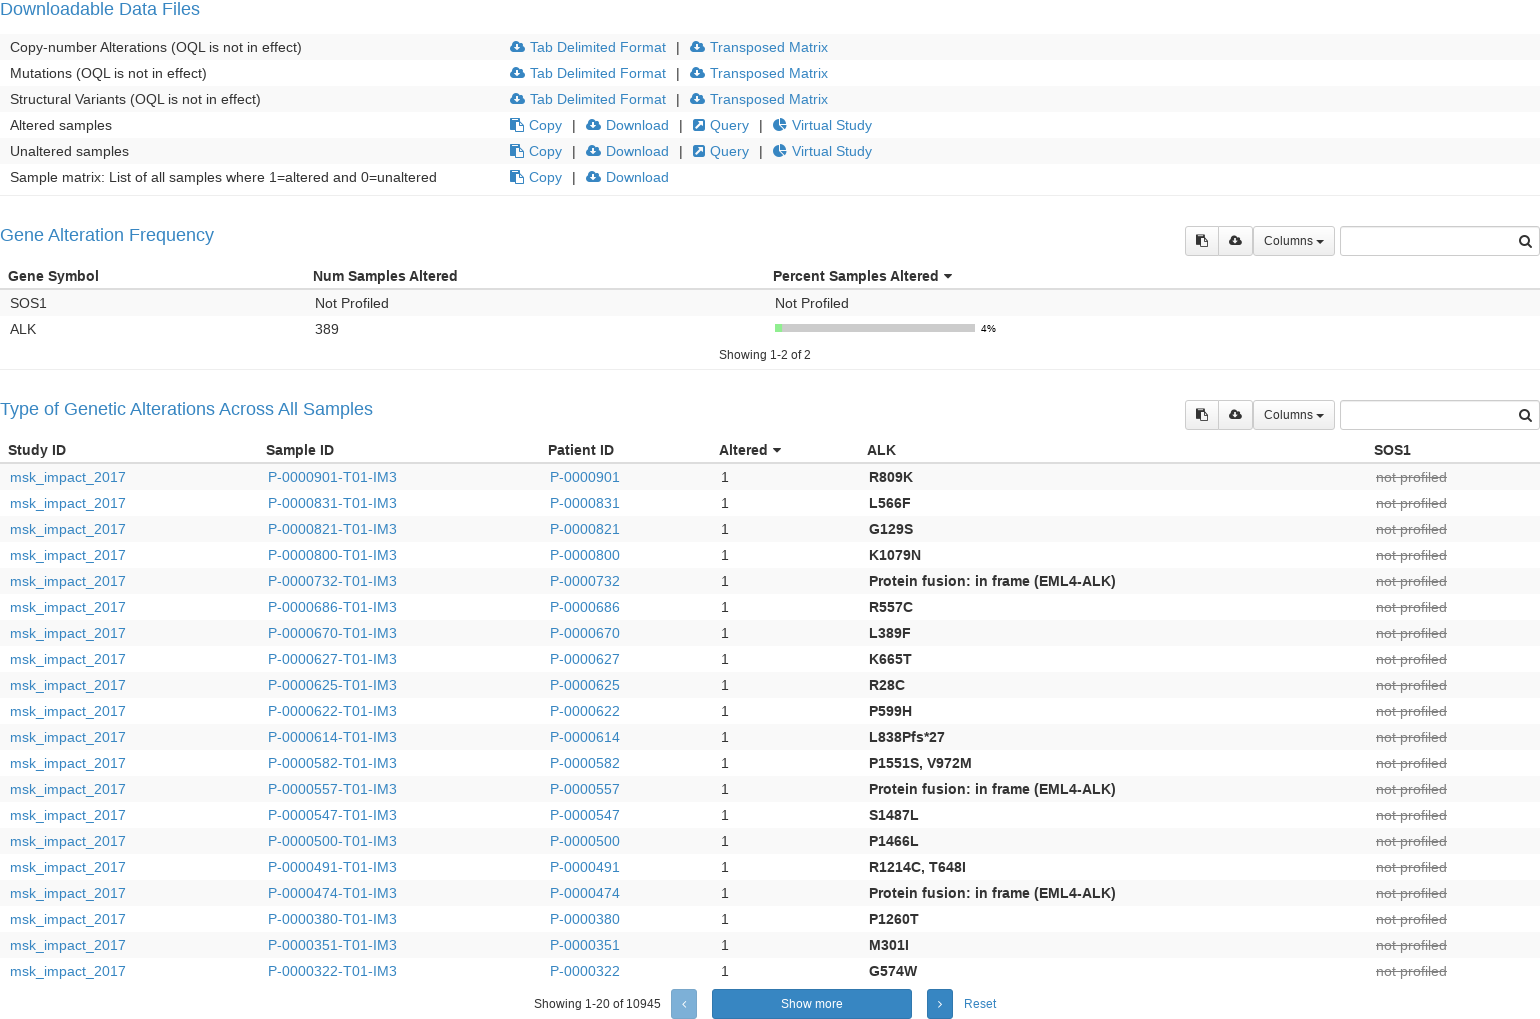 Downloadable Data Files
Copy-number Alterations (OQL is not in effect) Tab Delimited Format | Transposed Matrix
Mutations (OQL is not in effect) Tab Delimited Format | Transposed Matrix
Structural Variants (OQL is not in effect) Tab Delimited Format | Transposed Matrix
Altered samples Copy | Download | Query | Virtual Study
Unaltered samples Copy | Download | Query | Virtual Study
Sample matrix: List of all samples where 1=altered and 0=unaltered Copy | Download
Gene Alteration Frequency Columns
Gene Symbol Num Samples Altered Percent Samples Altered
SOS1 Not Profiled Not Profiled
ALK 389 4%
Showing 1-2 of 2
Type of Genetic Alterations Across All Samples Columns
Study ID Sample ID Patient ID Altered ALK SOS1
msk_impact_2017 P-0000901-T01-IM3 P-0000901 1 R809K not profiled
msk_impact_2017 P-0000831-T01-IM3 P-0000831 1 L566F not profiled
msk_impact_2017 P-0000821-T01-IM3 P-0000821 1 G129S not profiled
msk_impact_2017 P-0000800-T01-IM3 P-0000800 1 K1079N not profiled
msk_impact_2017 P-0000732-T01-IM3 P-0000732 1 Protein fusion: in frame (EML4-ALK) not profiled
msk_impact_2017 P-0000686-T01-IM3 P-0000686 1 R557C not profiled
msk_impact_2017 P-0000670-T01-IM3 P-0000670 1 L389F not profiled
msk_impact_2017 P-0000627-T01-IM3 P-0000627 1 K665T not profiled
msk_impact_2017 P-0000625-T01-IM3 P-0000625 1 R28C not profiled
msk_impact_2017 P-0000622-T01-IM3 P-0000622 1 P599H not profiled
msk_impact_2017 P-0000614-T01-IM3 P-0000614 1 L838Pfs*27 not profiled
msk_impact_2017 P-0000582-T01-IM3 P-0000582 1 P1551S, V972M not profiled
msk_impact_2017 P-0000557-T01-IM3 P-0000557 1 Protein fusion: in frame (EML4-ALK) not profiled
msk_impact_2017 P-0000547-T01-IM3 P-0000547 1 S1487L not profiled
msk_impact_2017 P-0000500-T01-IM3 P-0000500 1 P1466L not profiled
msk_impact_2017 P-0000491-T01-IM3 P-0000491 1 R1214C, T648I not profiled
msk_impact_2017 P-0000474-T01-IM3 P-0000474 1 Protein fusion: in frame (EML4-ALK) not profiled
msk_impact_2017 P-0000380-T01-IM3 P-0000380 1 P1260T not profiled
msk_impact_2017 P-0000351-T01-IM3 P-0000351 1 M301I not profiled
msk_impact_2017 P-0000322-T01-IM3 P-0000322 1 G574W not profiled
Showing 1-20 of 10945 Show more Reset